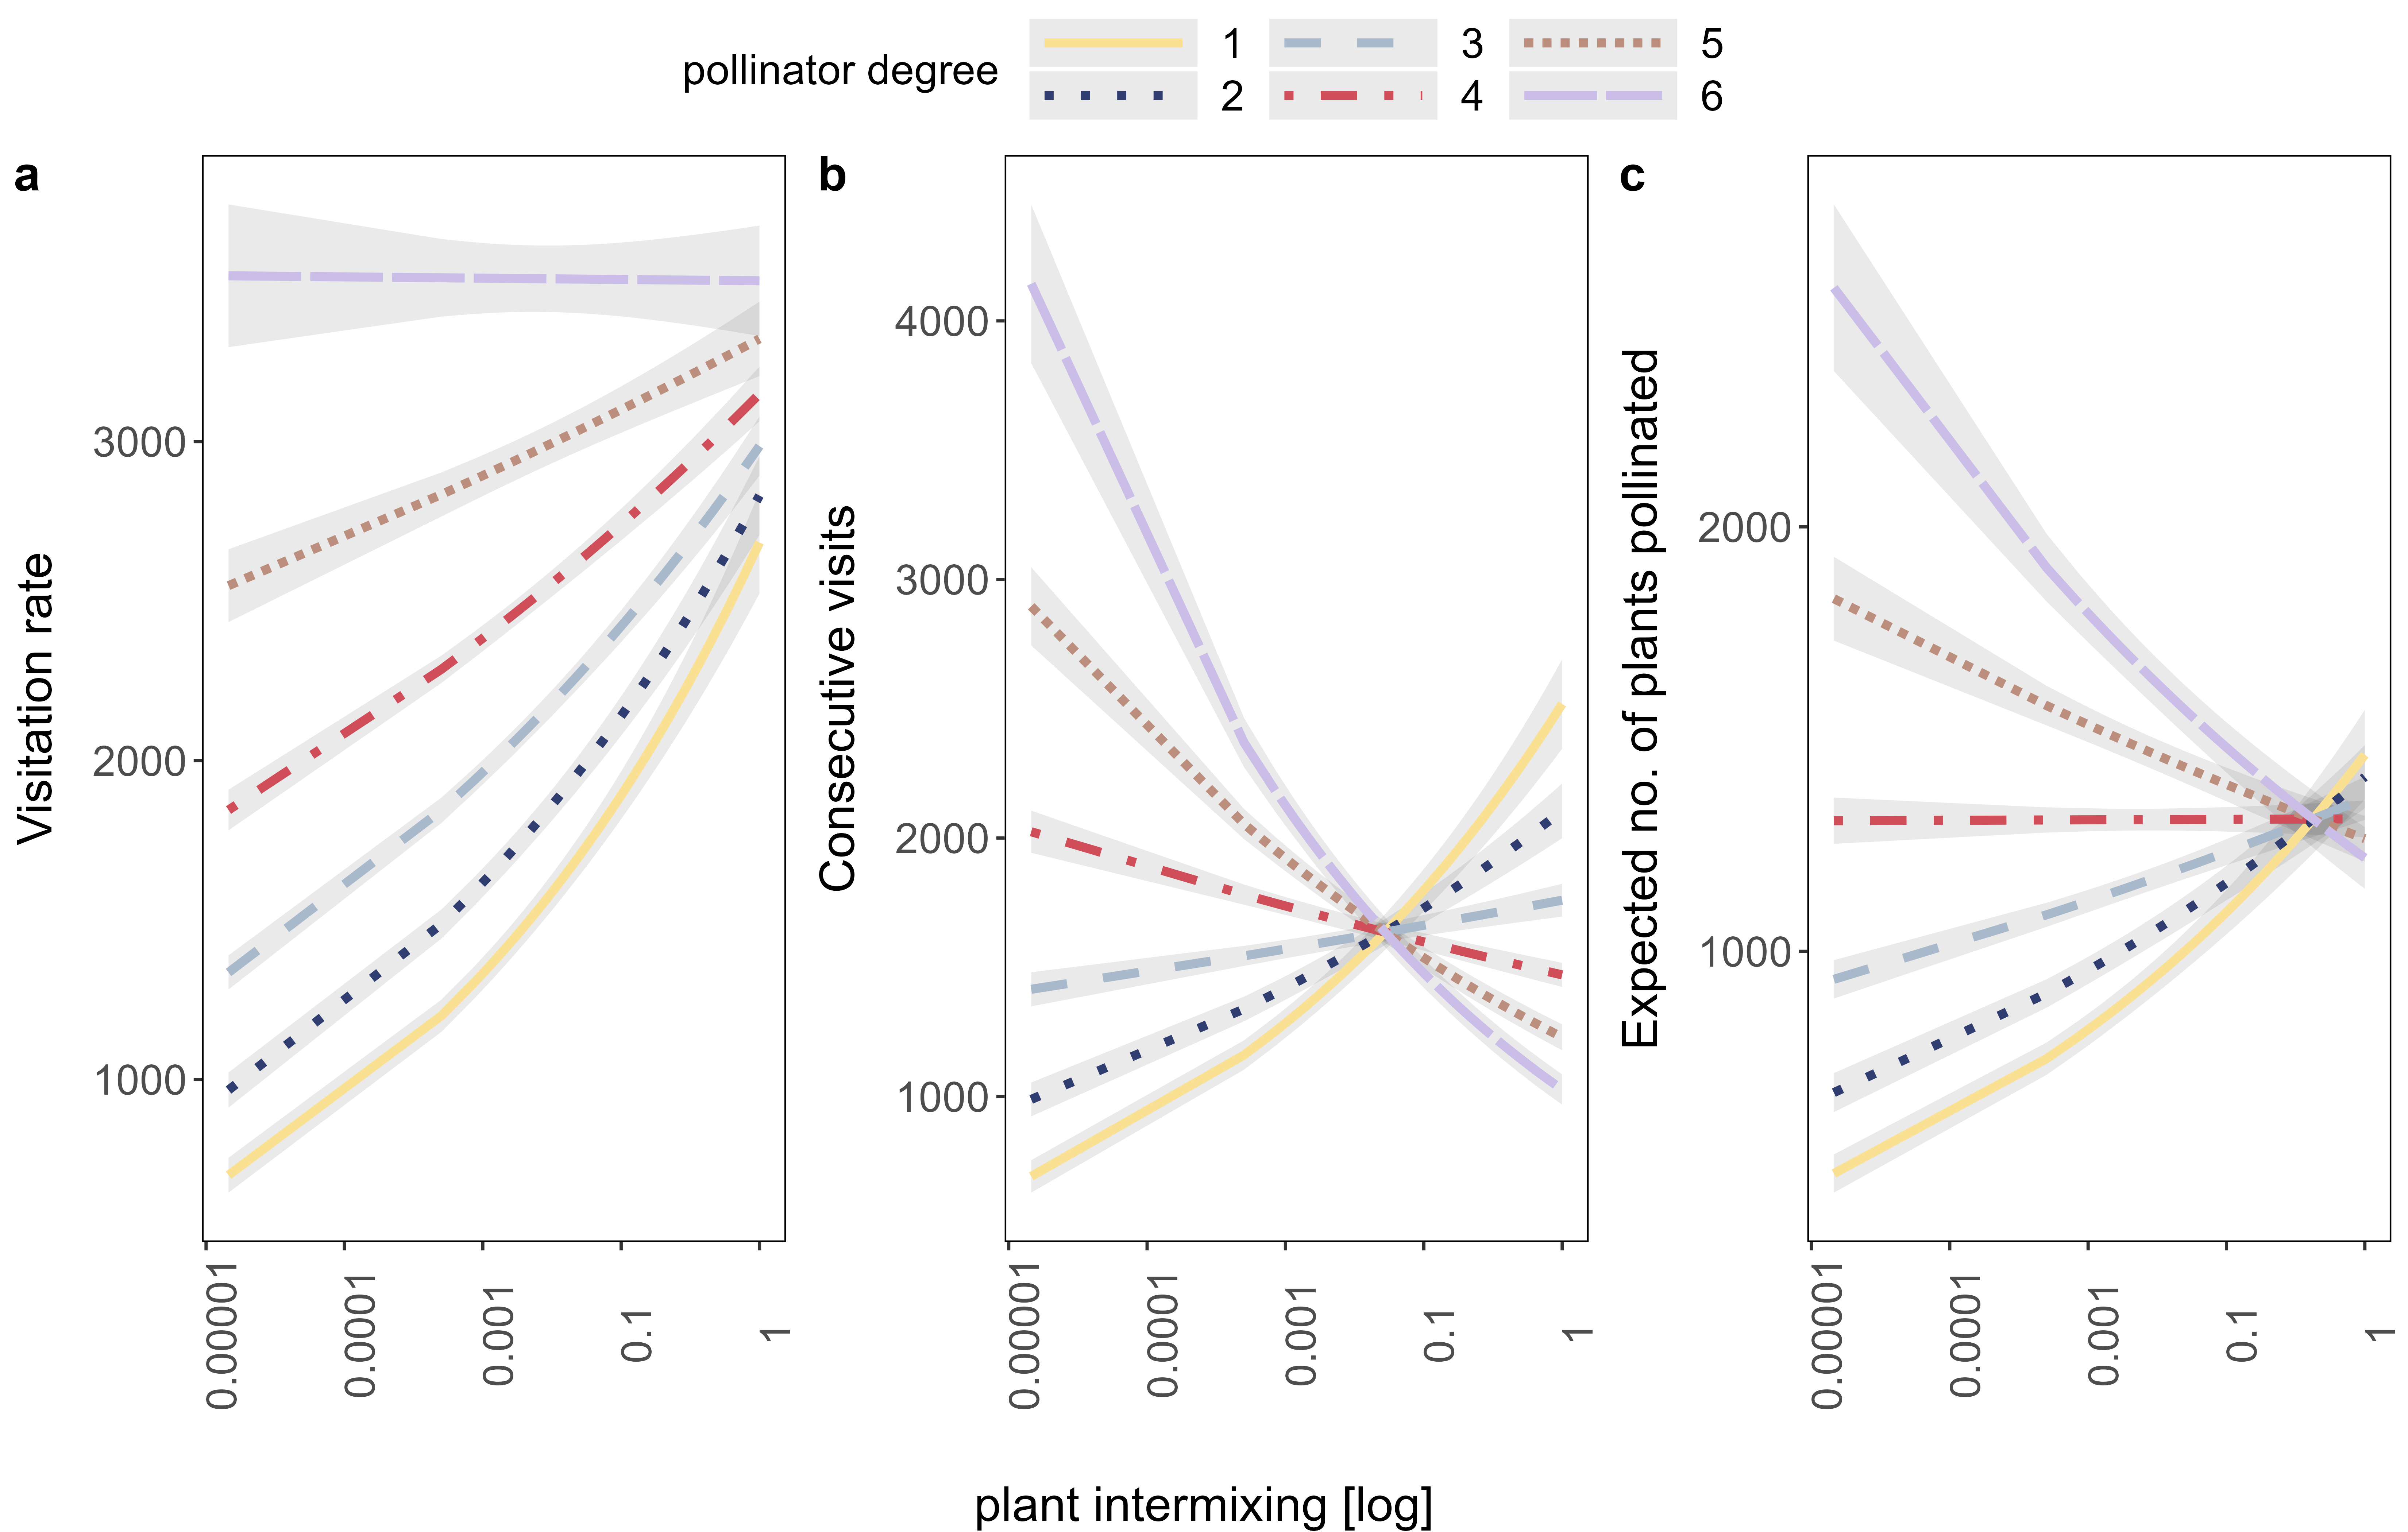 pollinator degree
1 3 5
2 4 6
a
Visitation rate
3000
2000
1000
0.00001 0.0001 0.001 0.1 1
b
Consecutive visits
4000
3000
2000
1000
0.00001 0.0001 0.001 0.1 1
c
Expected no. of plants pollinated
2000
1000
0.00001 0.0001 0.001 0.1 1
plant intermixing [log]